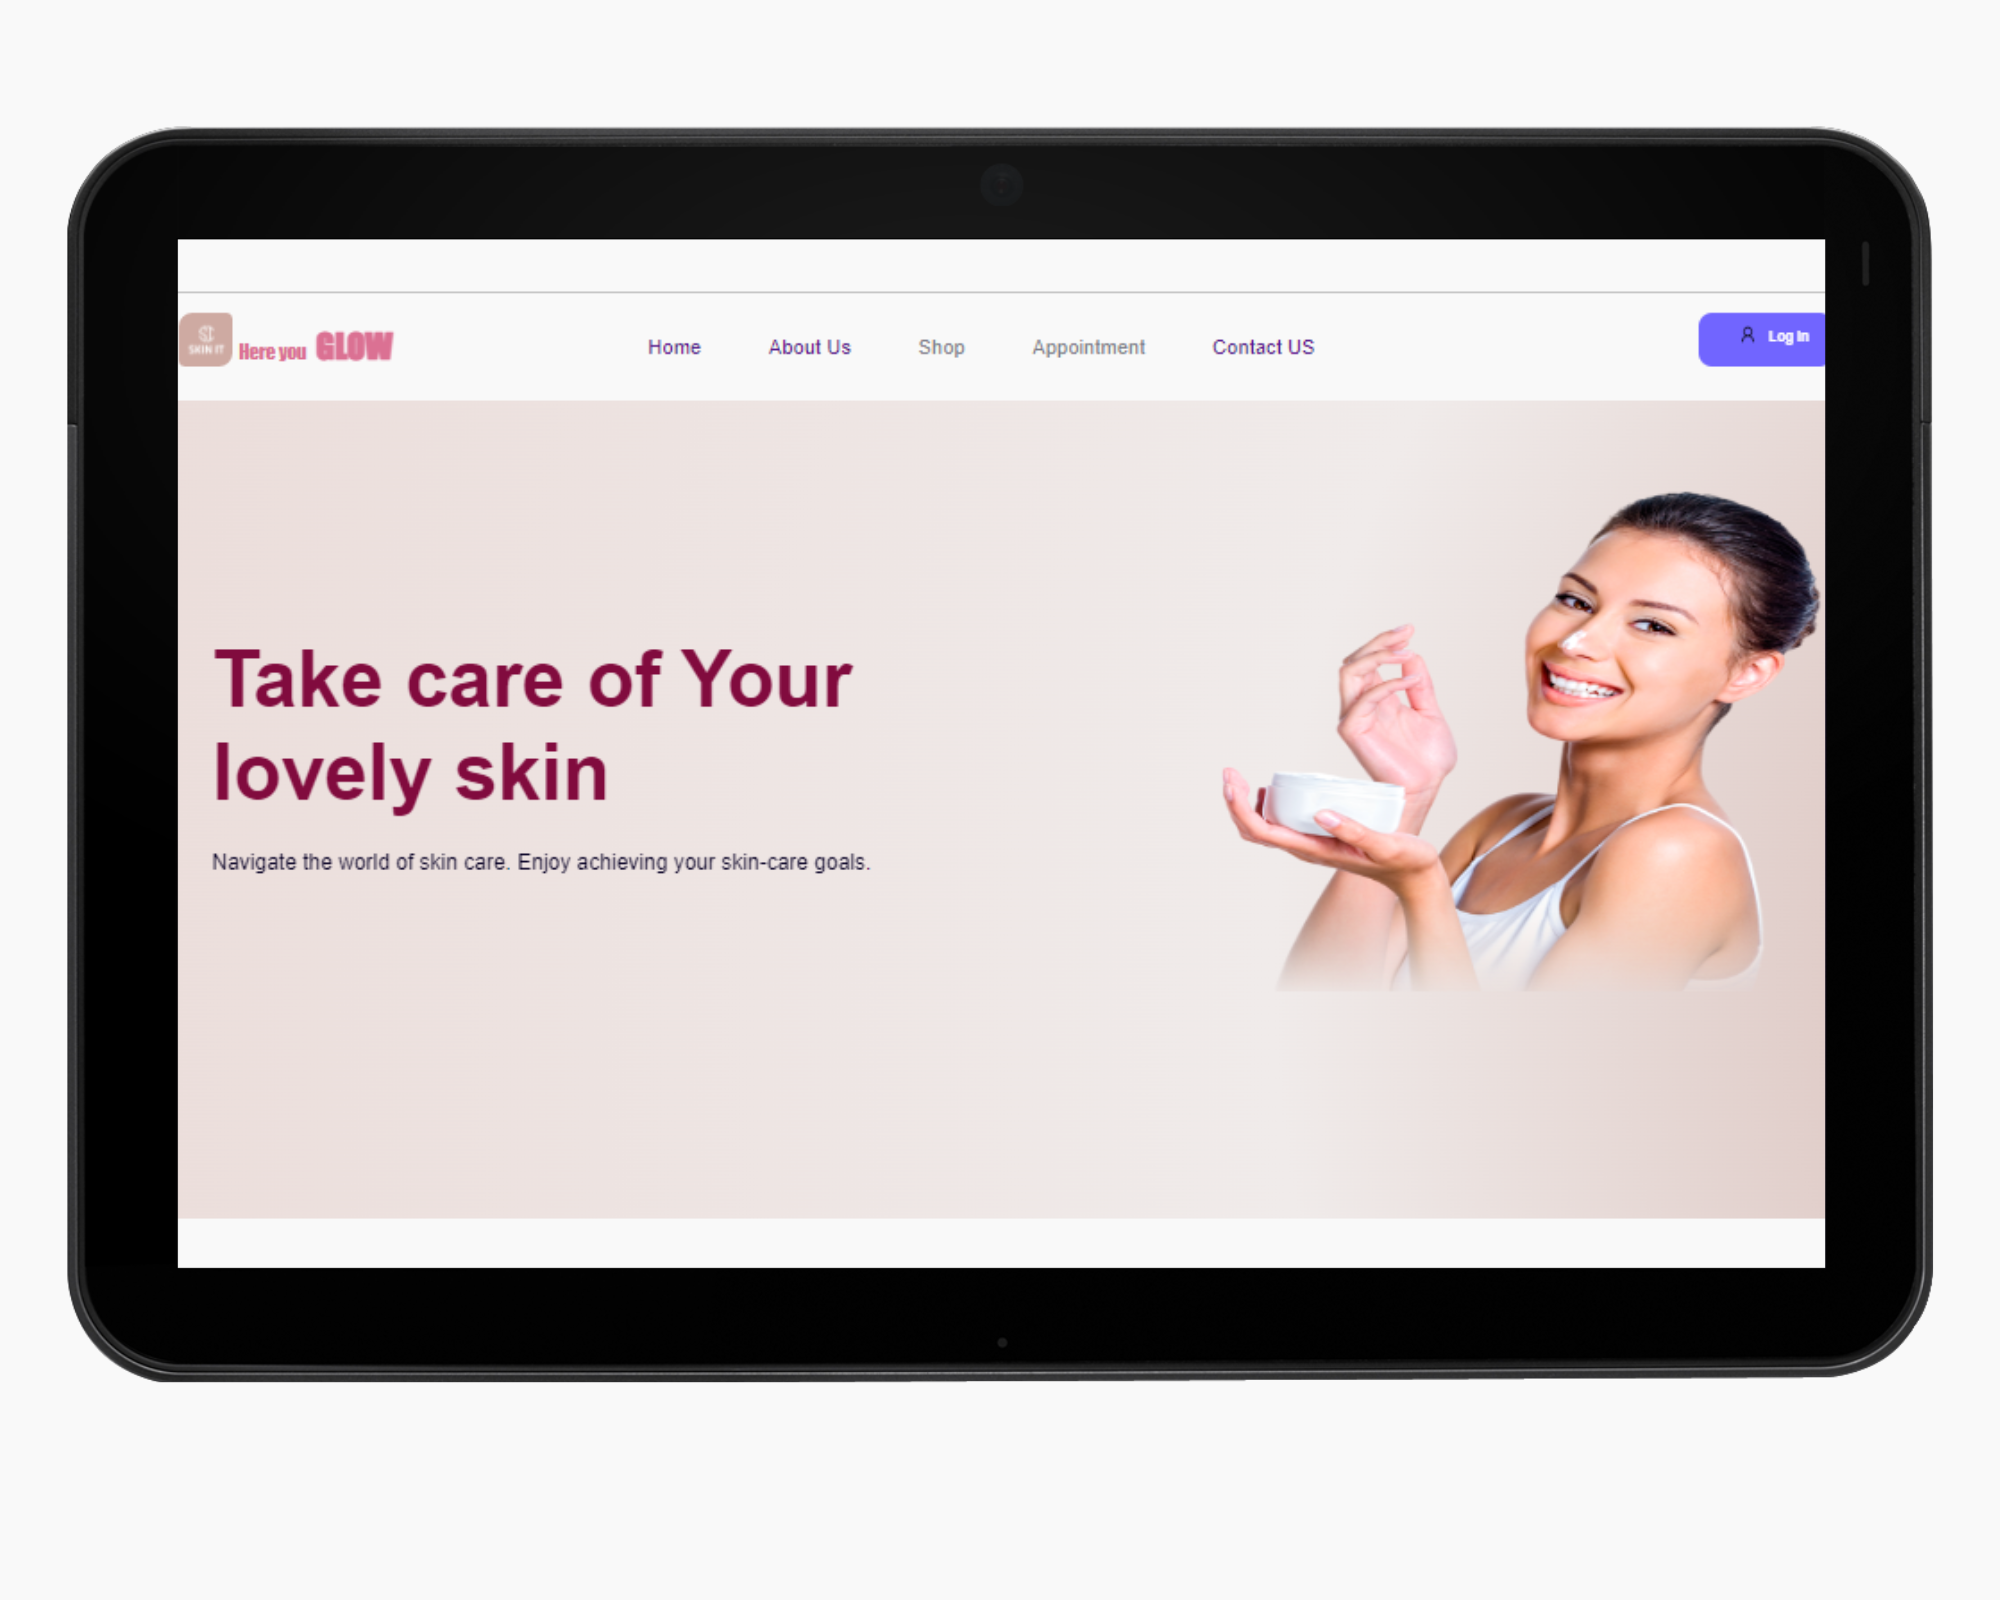 SKIN IT
Here you GLOW
Home
About Us
Shop
Appointment
Contact US
Log In
Take care of Your
lovely skin
Navigate the world of skin care. Enjoy achieving your skin-care goals.